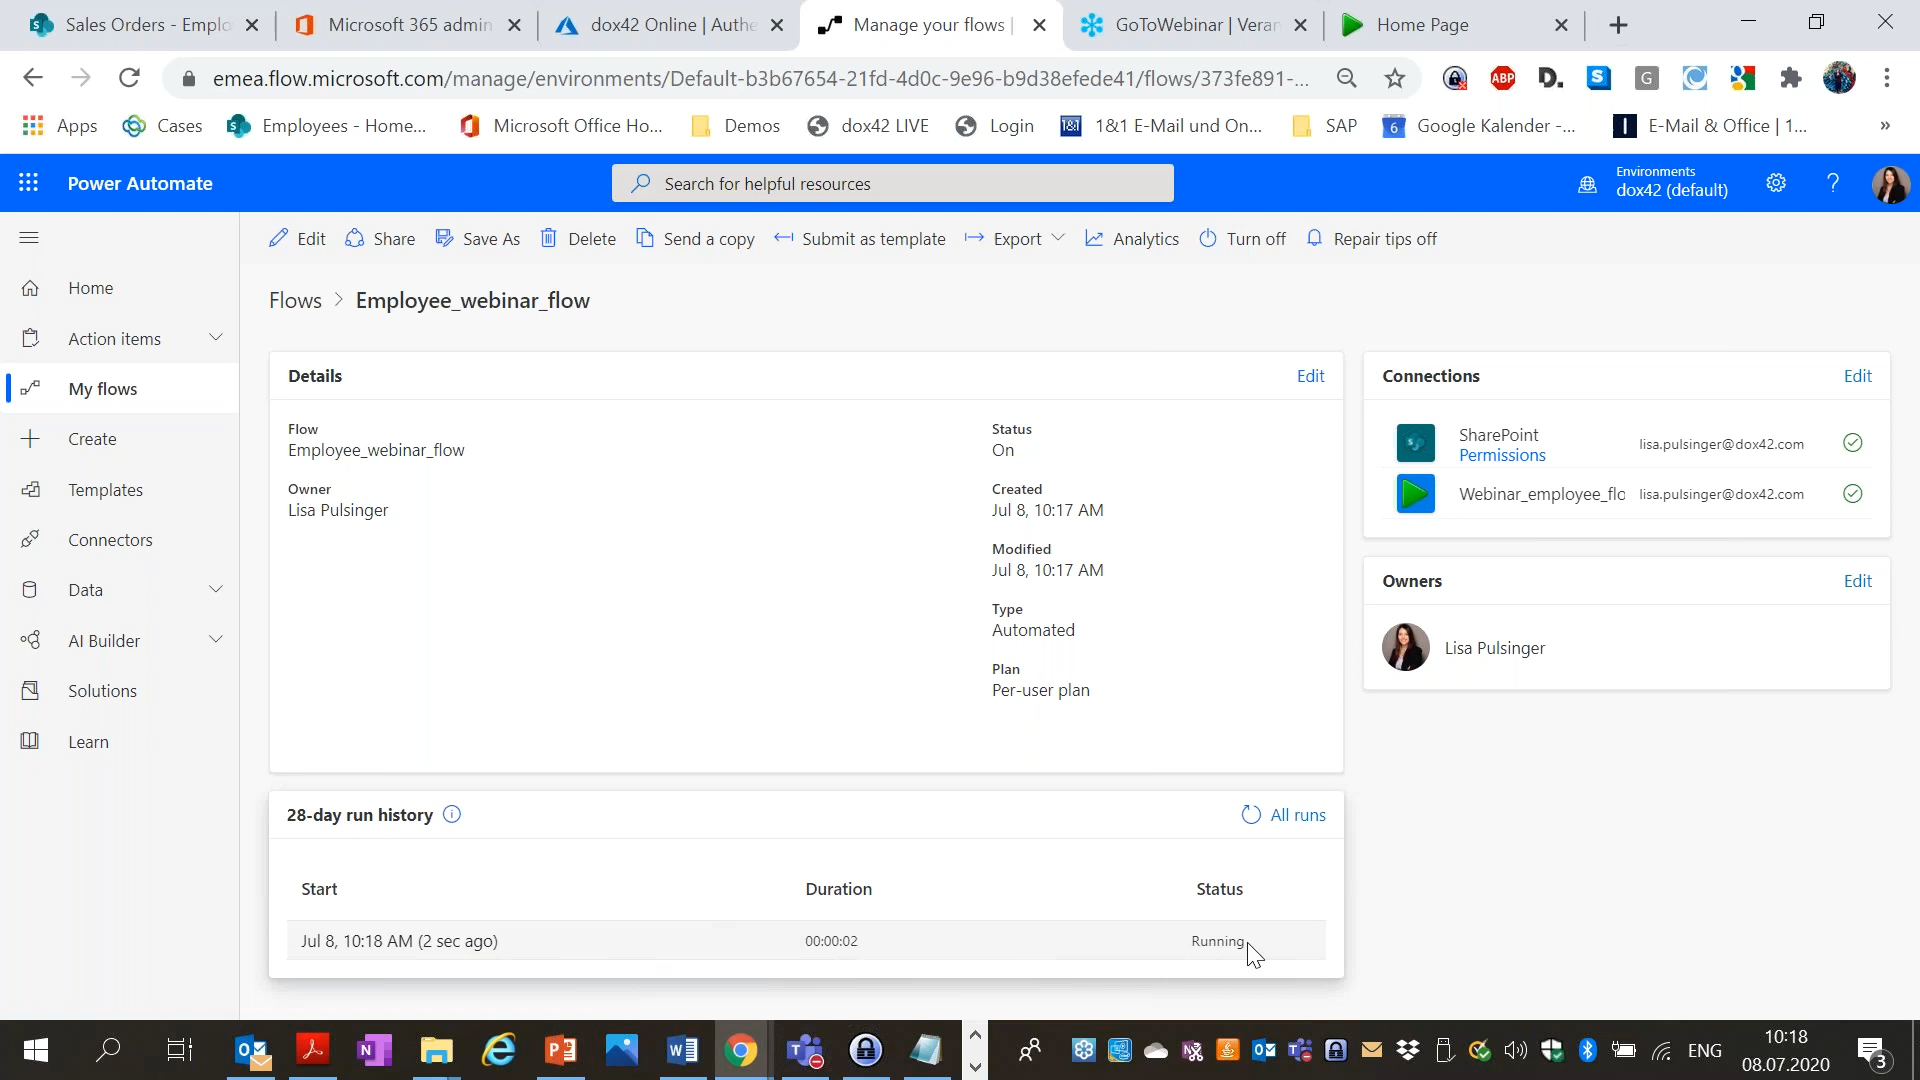 Sales Orders - Emplo
Microsoft 365 admin
dox42 Online | Authe
Manage your flows |
GoToWebinar | Veran
Home Page
emea.flow.microsoft.com/manage/environments/Default-b3b67654-21fd-4d0c-9e96-b9d38efede41/flows/373fe891-...
ABP
D.
S
G
Apps
Cases
Employees - Home...
Microsoft Office Ho...
Demos
dox42 LIVE
Login
1&1
1&1 E-Mail und On...
SAP
6
Google Kalender -...
E-Mail & Office | 1...
»
Power Automate
Search for helpful resources
Environments
dox42 (default)
?
Edit
Share
Save As
Delete
Send a copy
Submit as template
Export
Analytics
Turn off
Repair tips off
Home
Action items
My flows
Create
Templates
Connectors
Data
AI Builder
Solutions
Learn
Flows > Employee_webinar_flow
Details
Edit
Flow
Employee_webinar_flow
Owner
Lisa Pulsinger
Status
On
Created
Jul 8, 10:17 AM
Modified
Jul 8, 10:17 AM
Type
Automated
Plan
Per-user plan
Connections
Edit
SharePoint
Permissions
lisa.pulsinger@dox42.com
Webinar_employee_flo
lisa.pulsinger@dox42.com
Owners
Edit
Lisa Pulsinger
28-day run history
All runs
Start
Duration
Status
Jul 8, 10:18 AM (2 sec ago)
00:00:02
Running
ENG
10:18
08.07.2020
3